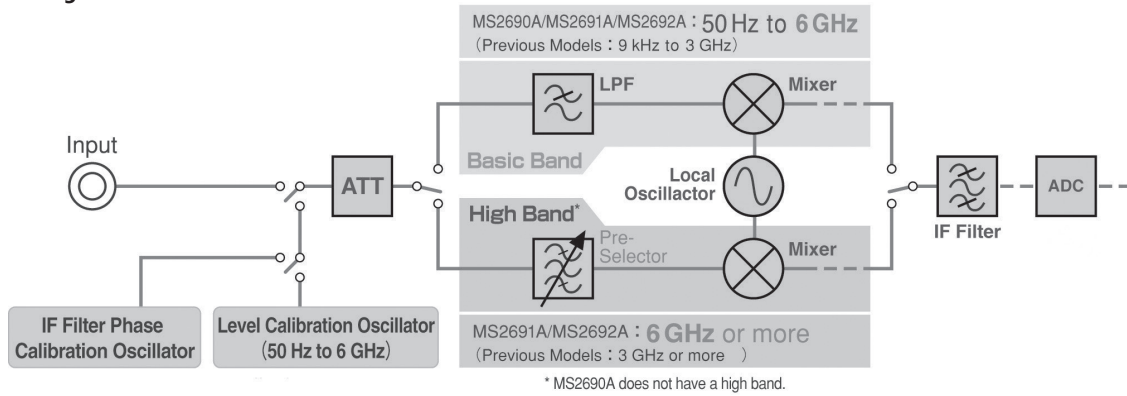 MS2690A/MS2691A/MS2692A : 50 Hz to 6 GHz
(Previous Models : 9 kHz to 3 GHz)
LPF
Mixer
Basic Band
Input
ATT
Local
Oscillactor
High Band*
Pre-
Selector
Mixer
IF Filter
ADC
IF Filter Phase
Calibration Oscillator
Level Calibration Oscillator
(50 Hz to 6 GHz)
MS2691A/MS2692A : 6 GHz or more
(Previous Models : 3 GHz or more )
* MS2690A does not have a high band.